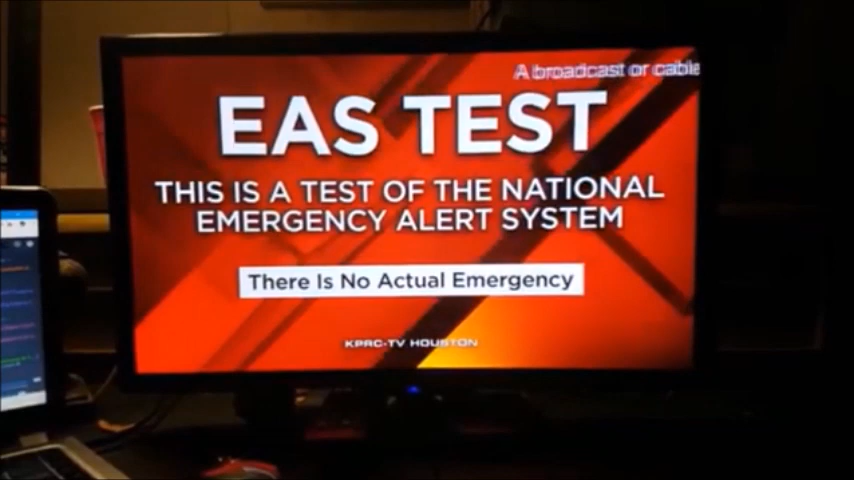 A broadcast or cable
EAS TEST
THIS IS A TEST OF THE NATIONAL
EMERGENCY ALERT SYSTEM
There Is No Actual Emergency
KPRC-TV HOUSTON